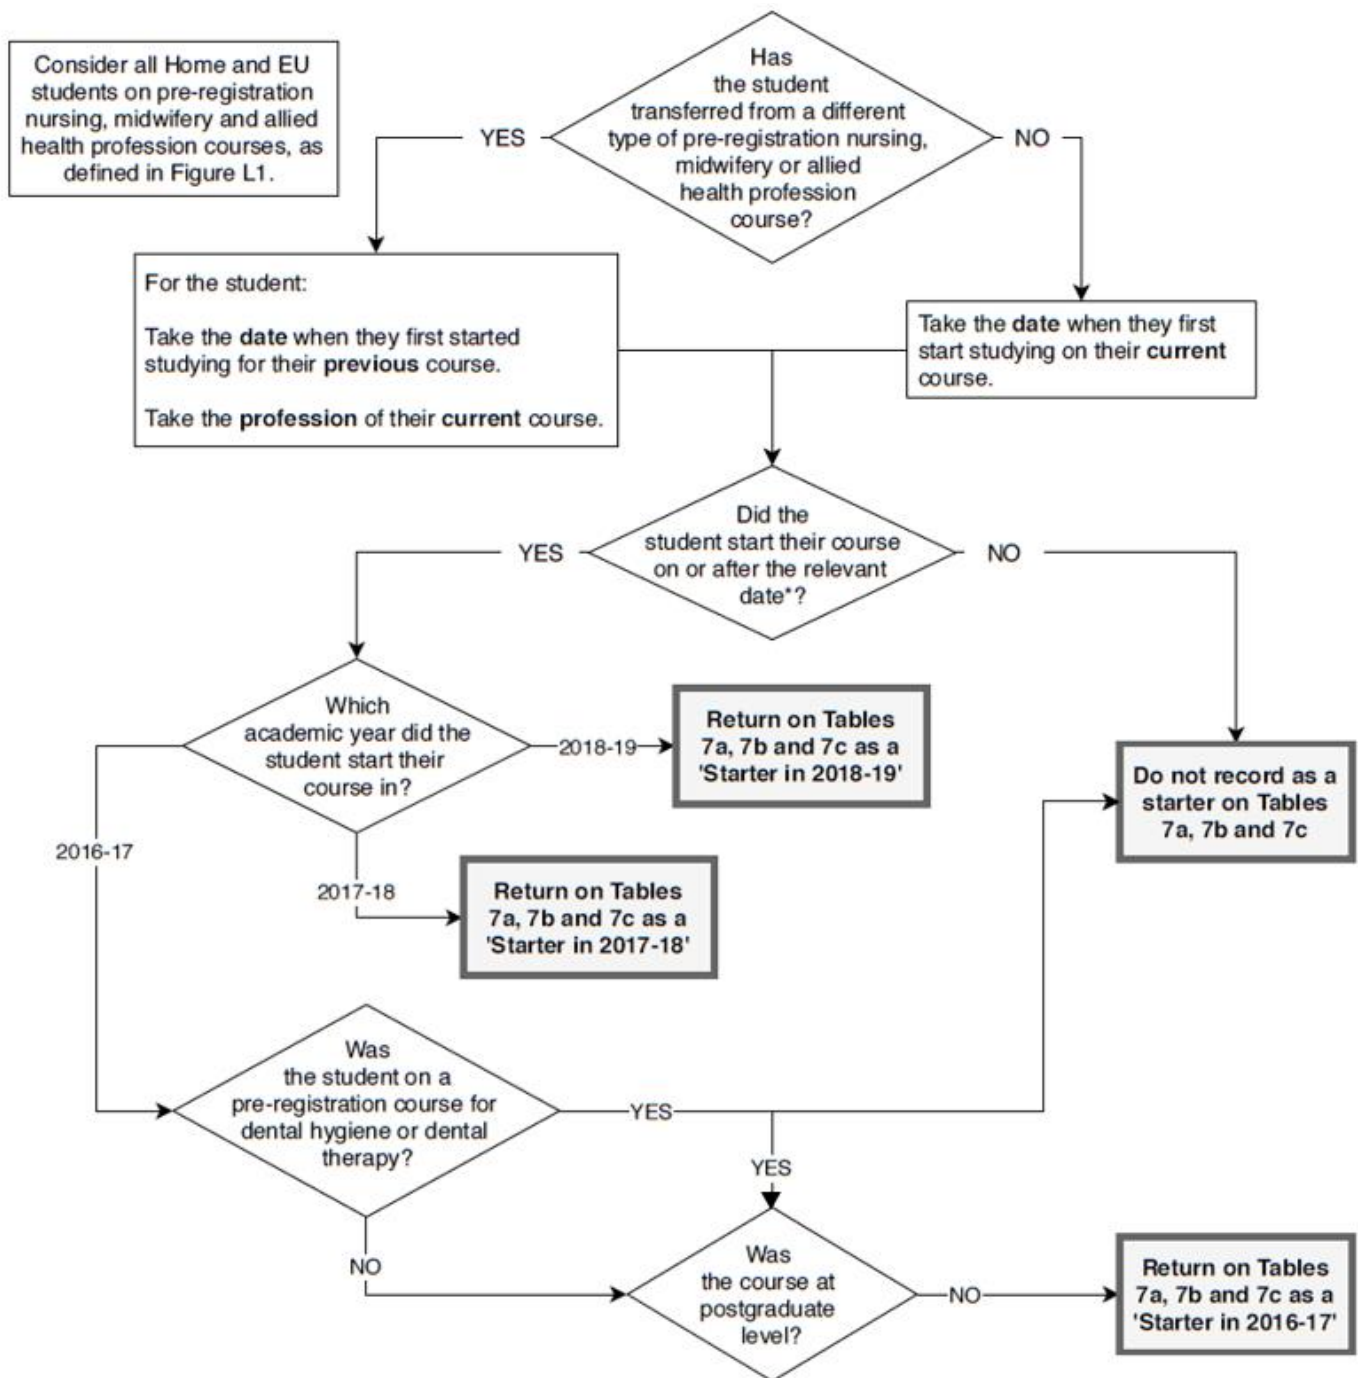 Consider all Home and EU
students on pre-registration
nursing, midwifery and allied
health profession courses, as
defined in Figure L1.
Has
the student
transferred from a different
type of pre-registration nursing,
midwifery or allied
health profession
course?
YES
NO
For the student:
Take the date when they first started
studying for their previous course.
Take the profession of their current course.
Take the date when they first
start studying on their current
course.
Did the
student start their course
on or after the relevant
date*?
YES
NO
Which
academic year did the
student start their
course in?
2018-19
Return on Tables
7a, 7b and 7c as a
'Starter in 2018-19'
Do not record as a
starter on Tables
7a, 7b and 7c
2016-17
2017-18
Return on Tables
7a, 7b and 7c as a
'Starter in 2017-18'
Was
the student on a
pre-registration course for
dental hygiene or dental
therapy?
YES
YES
NO
Was
the course at
postgraduate
level?
NO
Return on Tables
7a, 7b and 7c as a
'Starter in 2016-17'